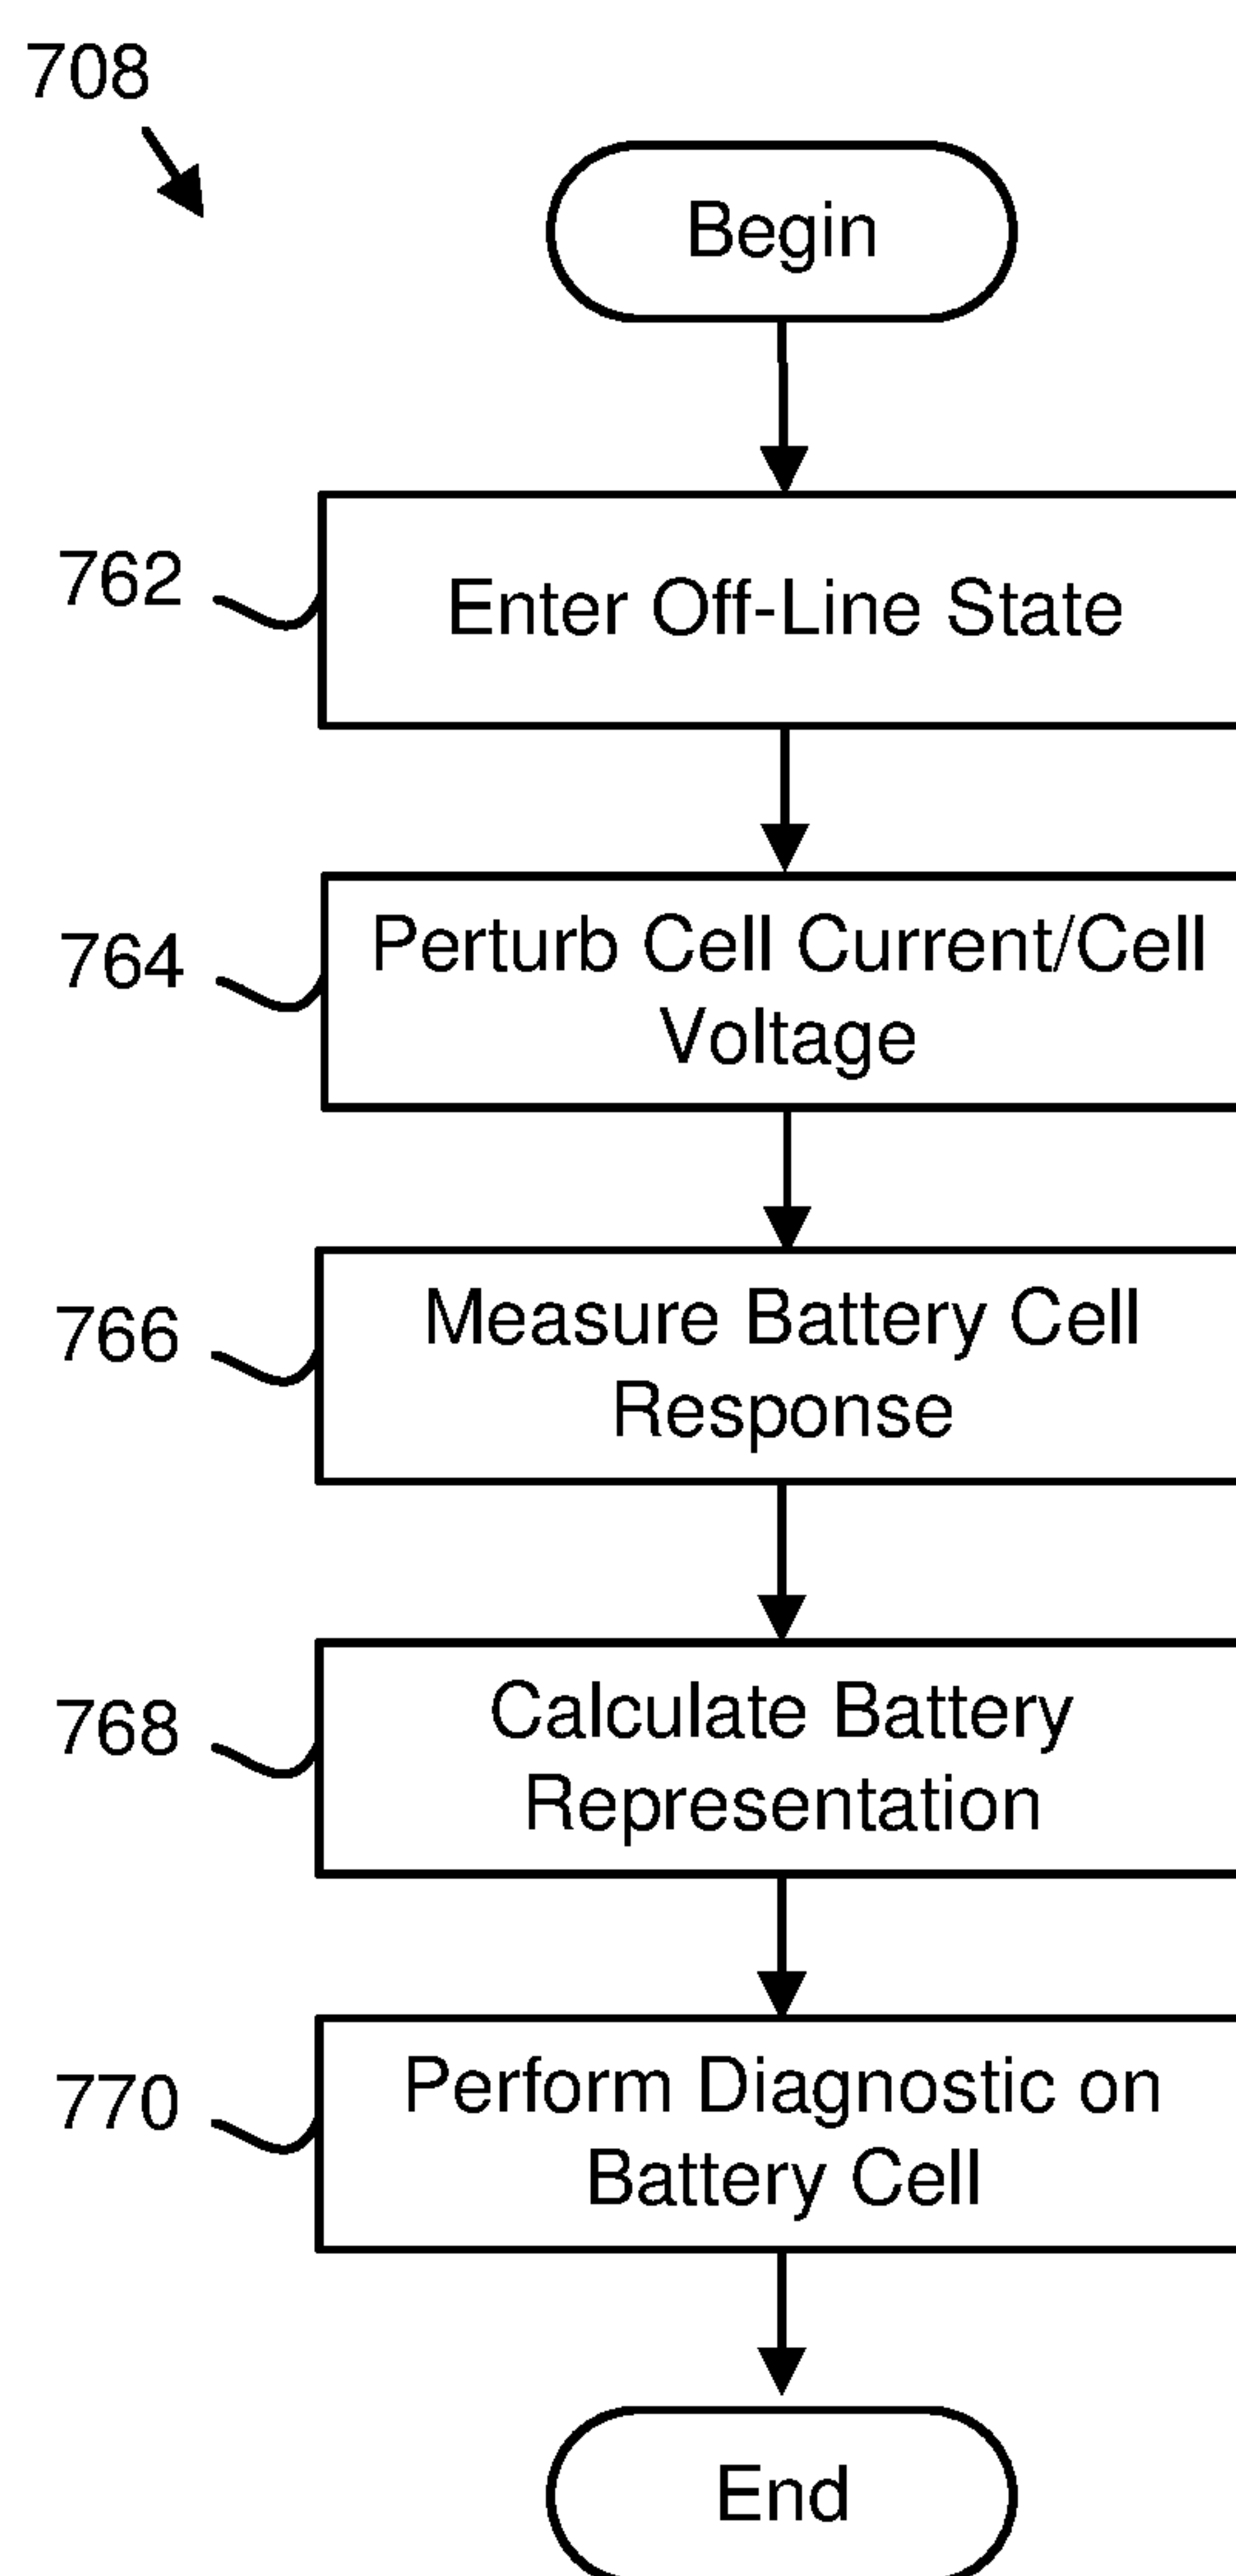 708
Begin
762
Enter Off-Line State
764
Perturb Cell Current/Cell
Voltage
766
Measure Battery Cell
Response
768
Calculate Battery
Representation
770
Perform Diagnostic on
Battery Cell
End